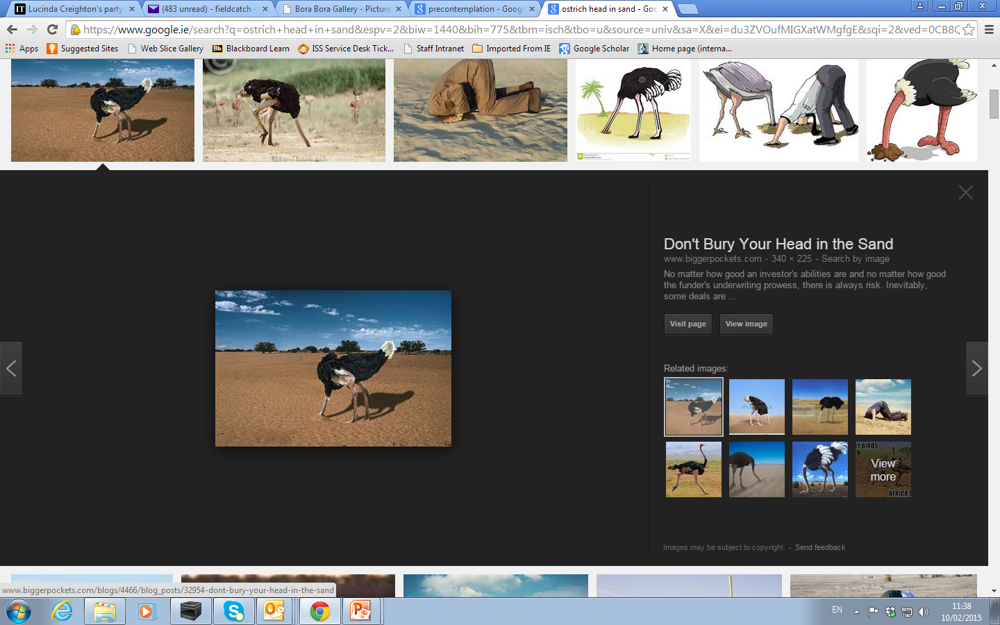 Lucinda Creighton's party
(483 unread) - fieldcatch -
Bora Bora Gallery - Picture
precontemplation - Googl
ostrich head in sand - Goo
https://www.google.ie/search?q=ostrich+head+in+sand&espv=2&biw=1440&bih=775&tbm=isch&tbo=u&source=univ&sa=X&ei=du3ZVOufMIGXatWMgfgE&sqi=2&ved=0CB8Q
Apps
Suggested Sites
Web Slice Gallery
Bb
Blackboard Learn
ISS Service Desk Tick...
Staff Intranet
Imported From IE
Google Scholar
Home page (interna...
Don't Bury Your Head in the Sand
www.biggerpockets.com - 340 × 225 - Search by image
No matter how good an investor's abilities are and no matter how good
the funder's underwriting prowess, there is always risk. Inevitably,
some deals are ...
Visit page
View image
Related images:
View
more
Images may be subject to copyright. - Send feedback
www.biggerpockets.com/blogs/4466/blog_posts/32954-dont-bury-your-head-in-the-sand
EN
11:38
10/02/2015